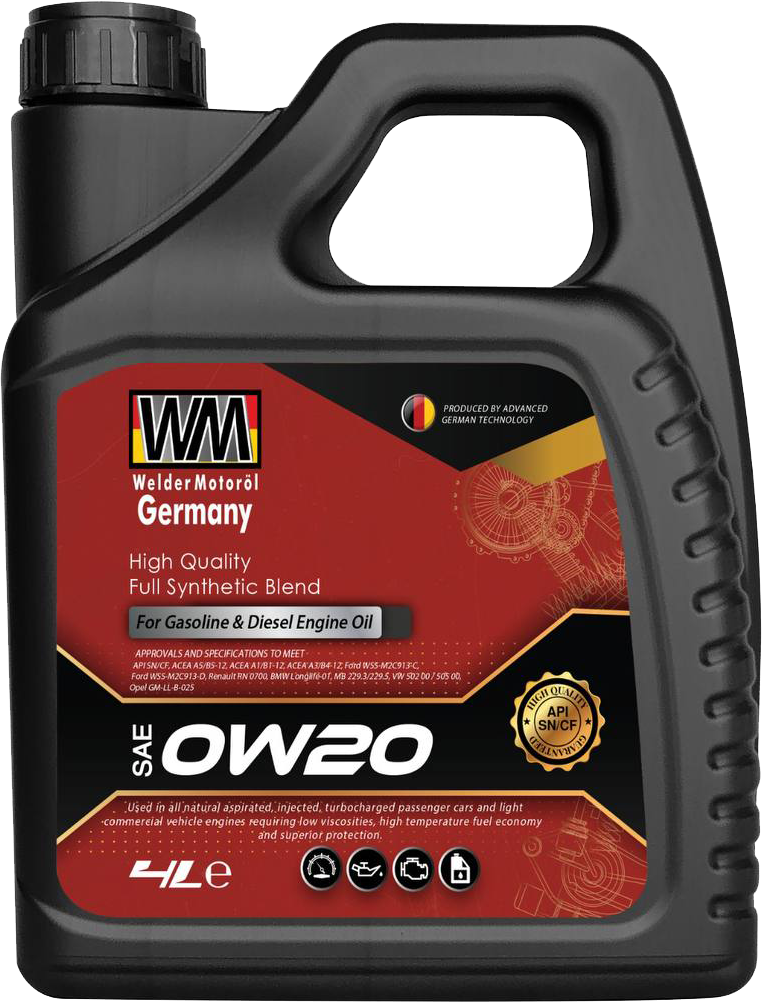 WM
Welder Motoröl
Germany
PRODUCED BY ADVANCED
GERMAN TECHNOLOGY
High Quality
Full Synthetic Blend
For Gasoline & Diesel Engine Oil
APPROVALS AND SPECIFICATIONS TO MEET
API SN/CF, ACEA A5/B5-12, ACEA A1/B1-12, ACEA A3/B4-12, Ford WSS-M2C913-C,
Ford WSS-M2C913-D, Renault RN 0700, BMW Longlife-01, MB 229.3/229.5, VW 502 00 / 505 00,
Opel GM-LL-B-025
SAE 0W20
HIGH QUALITY
API
SN/CF
GUARANTEED
Used in all natural aspirated, injected, turbocharged passenger cars and light
commercial vehicle engines requiring low viscosities, high temperature fuel economy
and superior protection.
4L e